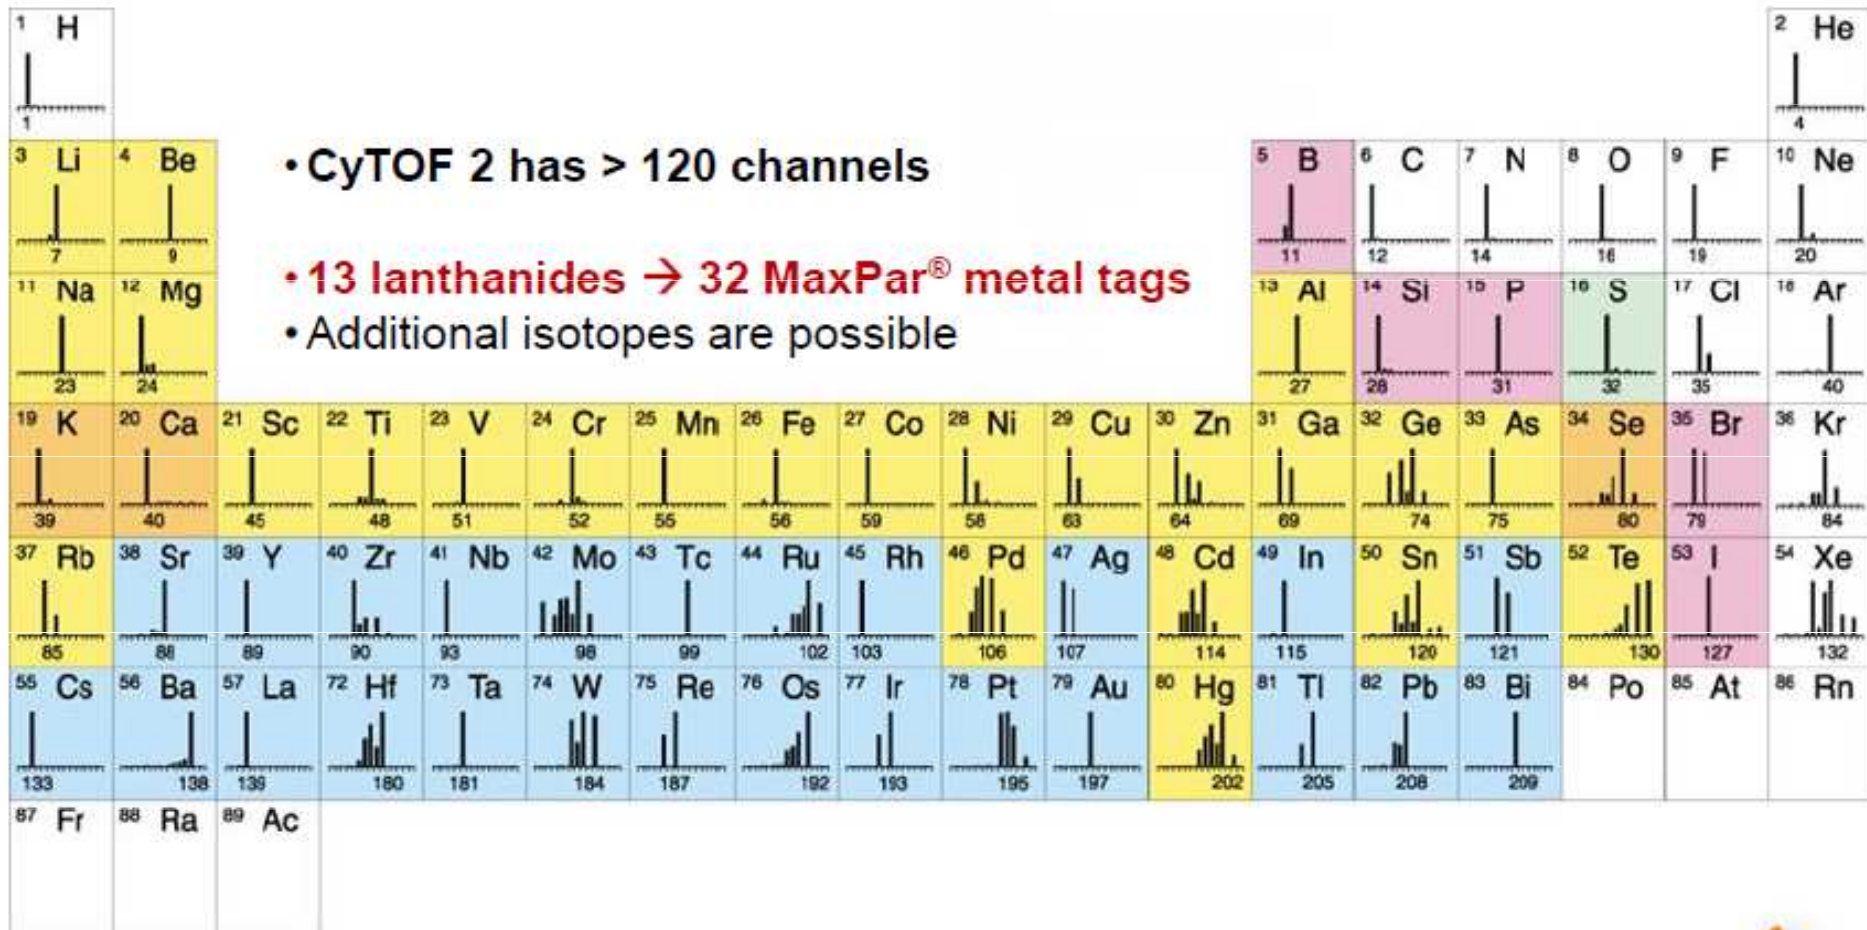 1 H 2 He
1 4
• CyTOF 2 has > 120 channels
3 Li 4 Be 5 B 6 C 7 N 8 O 9 F 10 Ne
7 9 11 12 14 16 19 20
• 13 lanthanides → 32 MaxPar® metal tags
11 Na 12 Mg 13 Al 14 Si 15 P 16 S 17 Cl 18 Ar
• Additional isotopes are possible
23 24 27 28 31 32 35 40
19 K 20 Ca 21 Sc 22 Ti 23 V 24 Cr 25 Mn 26 Fe 27 Co 28 Ni 29 Cu 30 Zn 31 Ga 32 Ge 33 As 34 Se 35 Br 36 Kr
39 40 45 48 51 52 55 56 59 58 63 64 69 74 75 80 79 84
37 Rb 38 Sr 39 Y 40 Zr 41 Nb 42 Mo 43 Tc 44 Ru 45 Rh 46 Pd 47 Ag 48 Cd 49 In 50 Sn 51 Sb 52 Te 53 I 54 Xe
85 88 89 90 93 98 99 102 103 106 107 114 115 120 121 130 127 132
55 Cs 56 Ba 57 La 72 Hf 73 Ta 74 W 75 Re 76 Os 77 Ir 78 Pt 79 Au 80 Hg 81 Tl 82 Pb 83 Bi 84 Po 85 At 86 Rn
133 138 139 180 181 184 187 192 193 195 197 202 205 208 209
87 Fr 88 Ra 89 Ac